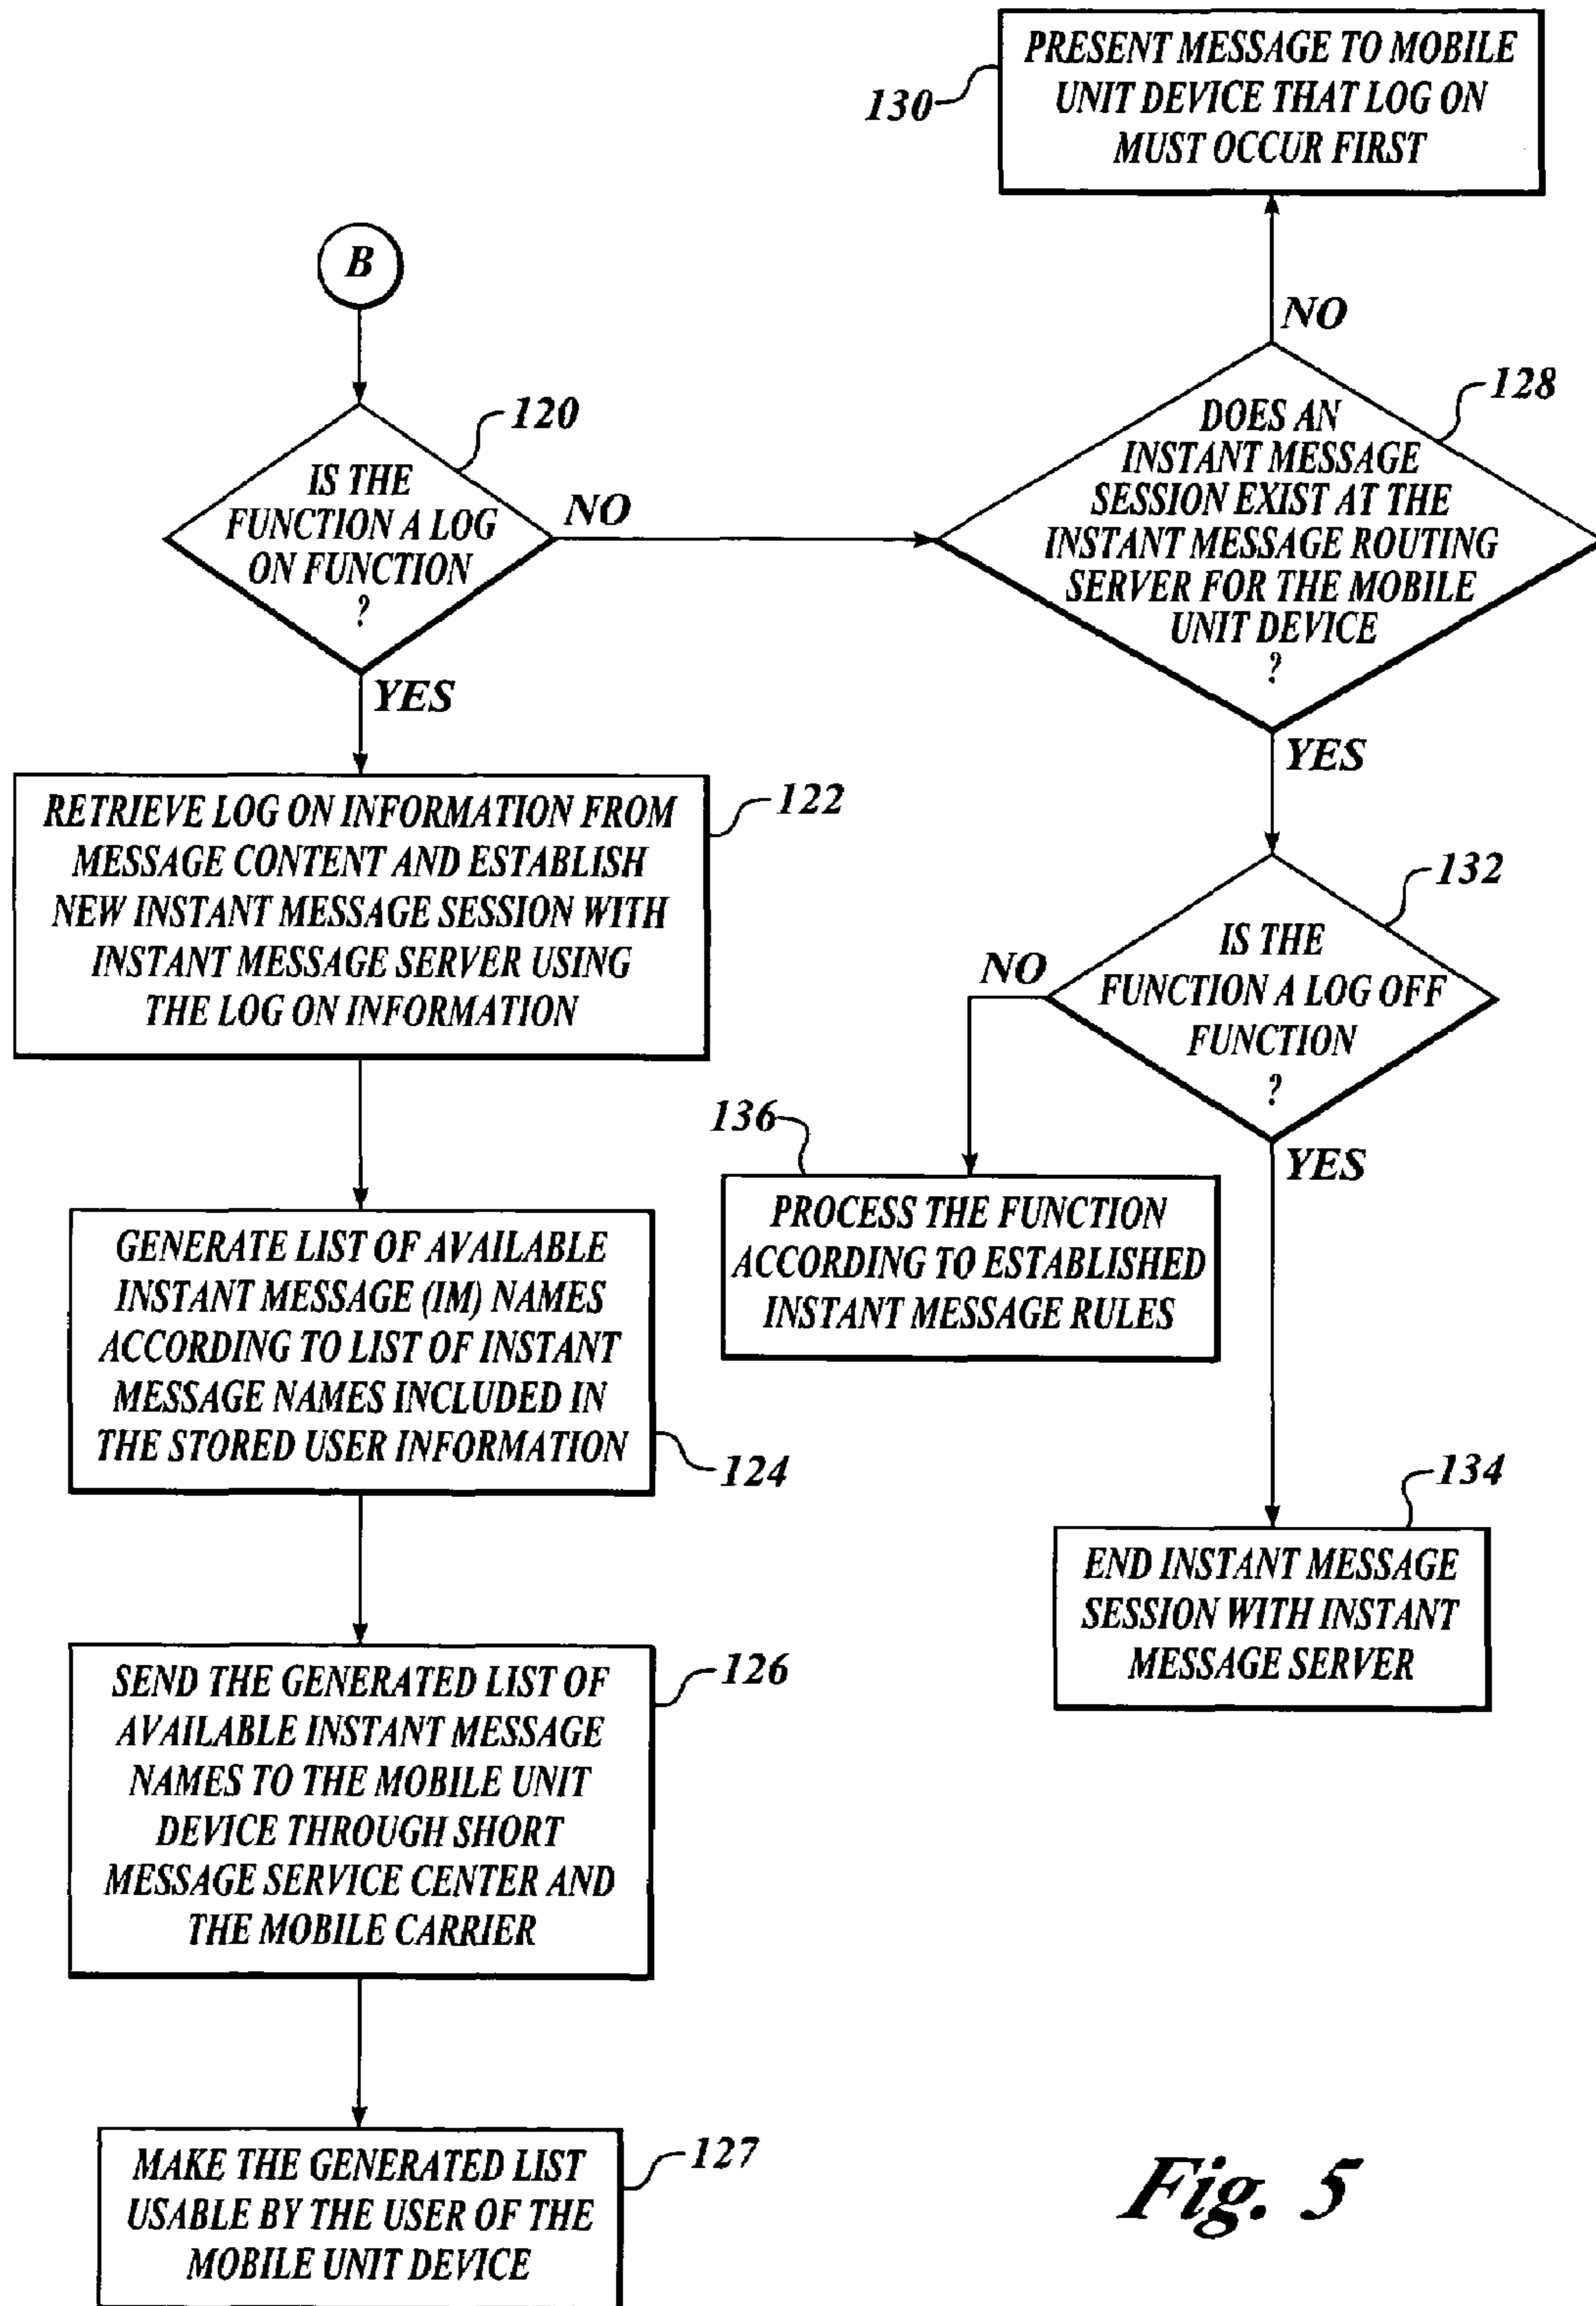 B
120
IS THE
FUNCTION A LOG
ON FUNCTION
?
NO
YES
122
RETRIEVE LOG ON INFORMATION FROM
MESSAGE CONTENT AND ESTABLISH
NEW INSTANT MESSAGE SESSION WITH
INSTANT MESSAGE SERVER USING
THE LOG ON INFORMATION
GENERATE LIST OF AVAILABLE
INSTANT MESSAGE (IM) NAMES
ACCORDING TO LIST OF INSTANT
MESSAGE NAMES INCLUDED IN
THE STORED USER INFORMATION
124
126
SEND THE GENERATED LIST OF
AVAILABLE INSTANT MESSAGE
NAMES TO THE MOBILE UNIT
DEVICE THROUGH SHORT
MESSAGE SERVICE CENTER AND
THE MOBILE CARRIER
127
MAKE THE GENERATED LIST
USABLE BY THE USER OF THE
MOBILE UNIT DEVICE
130
PRESENT MESSAGE TO MOBILE
UNIT DEVICE THAT LOG ON
MUST OCCUR FIRST
NO
128
DOES AN
INSTANT MESSAGE
SESSION EXIST AT THE
INSTANT MESSAGE ROUTING
SERVER FOR THE MOBILE
UNIT DEVICE
?
YES
132
IS THE
FUNCTION A LOG OFF
FUNCTION
?
NO
YES
136
PROCESS THE FUNCTION
ACCORDING TO ESTABLISHED
INSTANT MESSAGE RULES
134
END INSTANT MESSAGE
SESSION WITH INSTANT
MESSAGE SERVER
Fig. 5